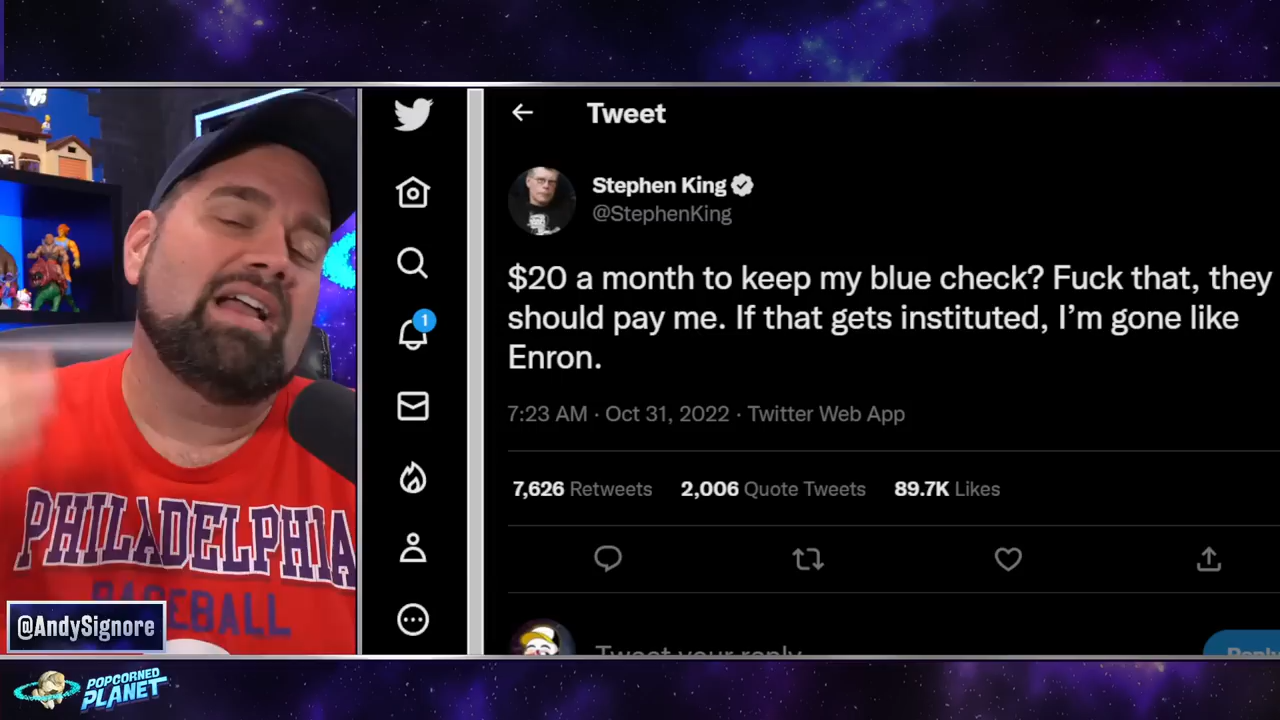 Tweet
Stephen King
@StephenKing
$20 a month to keep my blue check? Fuck that, they
should pay me. If that gets instituted, I’m gone like
Enron.
7:23 AM · Oct 31, 2022 · Twitter Web App
7,626 Retweets 2,006 Quote Tweets 89.7K Likes
Tweet your reply
Reply
1
PHILADELPHIA
BASEBALL
@AndySignore
POPCORNED
PLANET